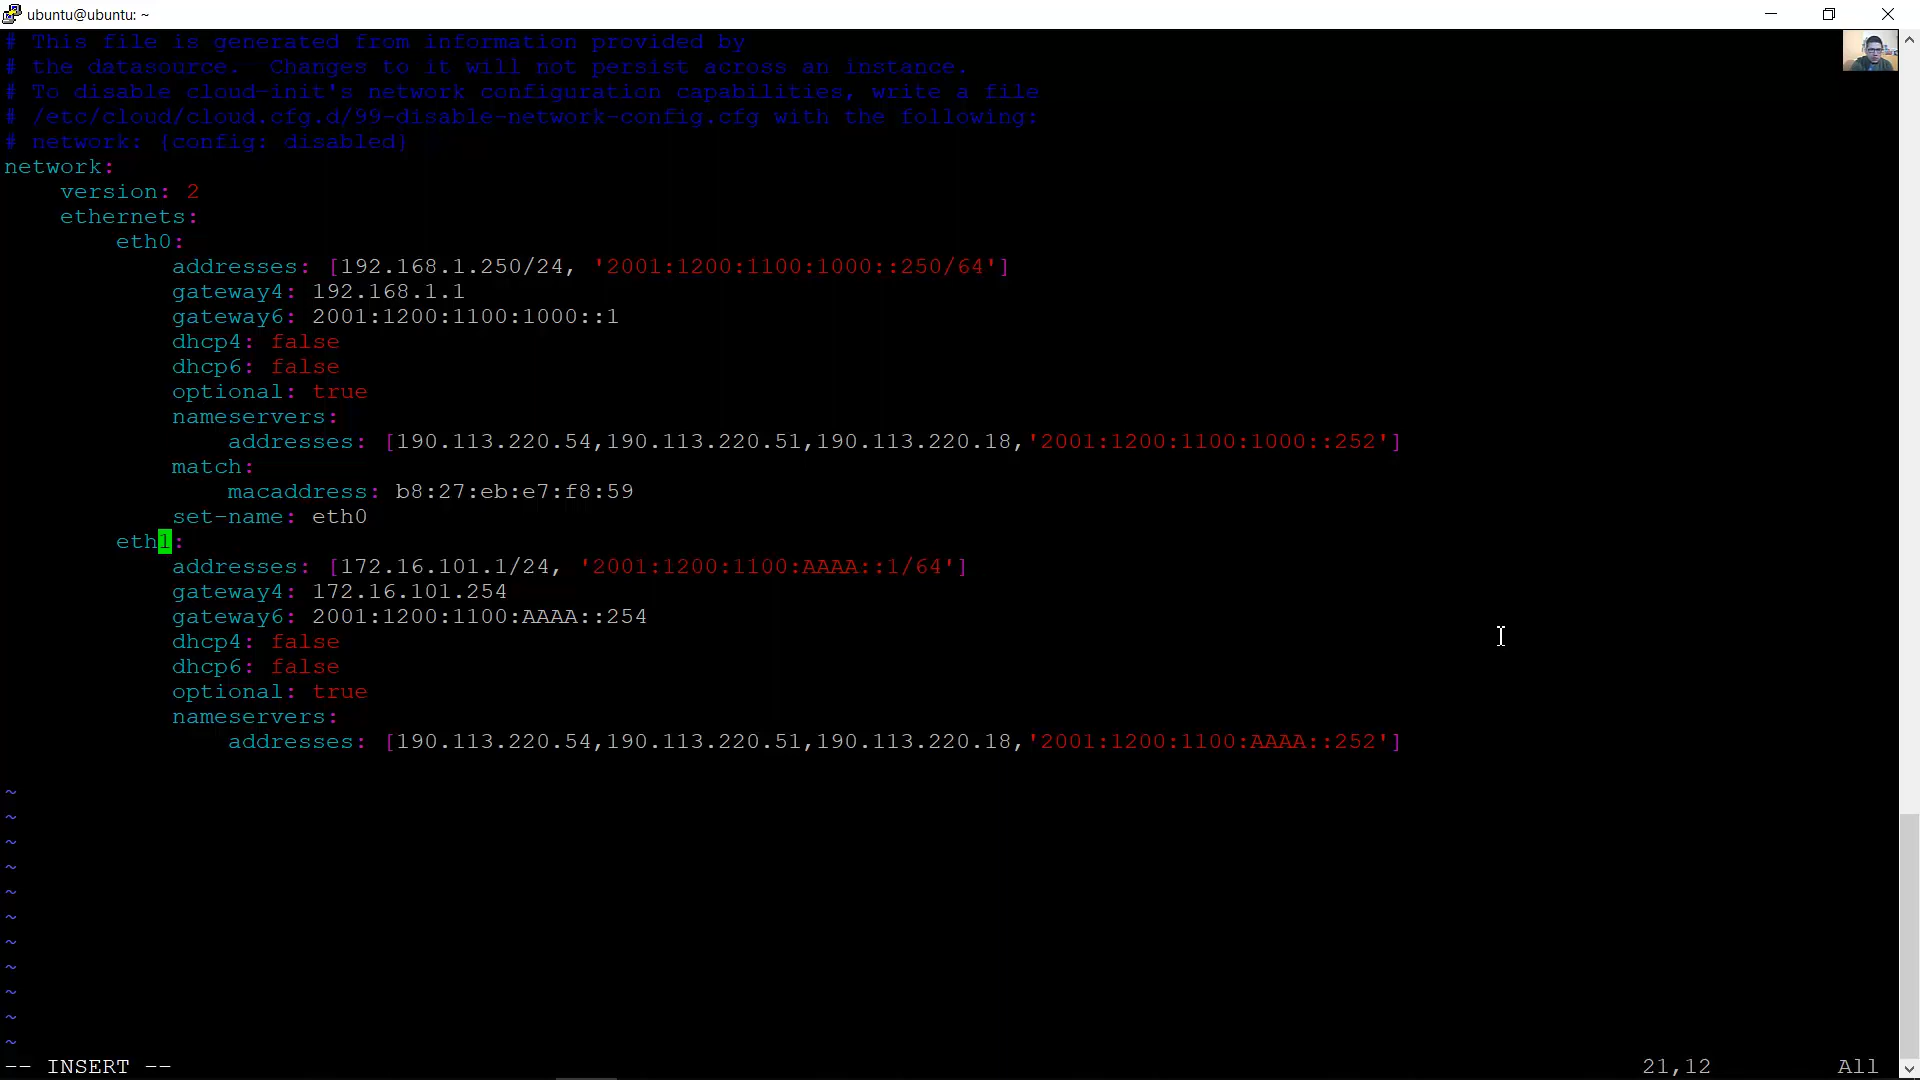 ubuntu@ubuntu: ~
# This file is generated from information provided by
# the datasource.  Changes to it will not persist across an instance.
# To disable cloud-init's network configuration capabilities, write a file
# /etc/cloud/cloud.cfg.d/99-disable-network-config.cfg with the following:
# network: {config: disabled}
network:
    version: 2
    ethernets:
        eth0:
            addresses: [192.168.1.250/24, '2001:1200:1100:1000::250/64']
            gateway4: 192.168.1.1
            gateway6: 2001:1200:1100:1000::1
            dhcp4: false
            dhcp6: false
            optional: true
            nameservers:
                addresses: [190.113.220.54,190.113.220.51,190.113.220.18,'2001:1200:1100:1000::252']
            match:
                macaddress: b8:27:eb:e7:f8:59
            set-name: eth0
        eth1:
            addresses: [172.16.101.1/24, '2001:1200:1100:AAAA::1/64']
            gateway4: 172.16.101.254
            gateway6: 2001:1200:1100:AAAA::254
            dhcp4: false
            dhcp6: false
            optional: true
            nameservers:
                addresses: [190.113.220.54,190.113.220.51,190.113.220.18,'2001:1200:1100:AAAA::252']
~
~
~
~
~
~
~
~
~
~
~
-- INSERT -- 21,12 All